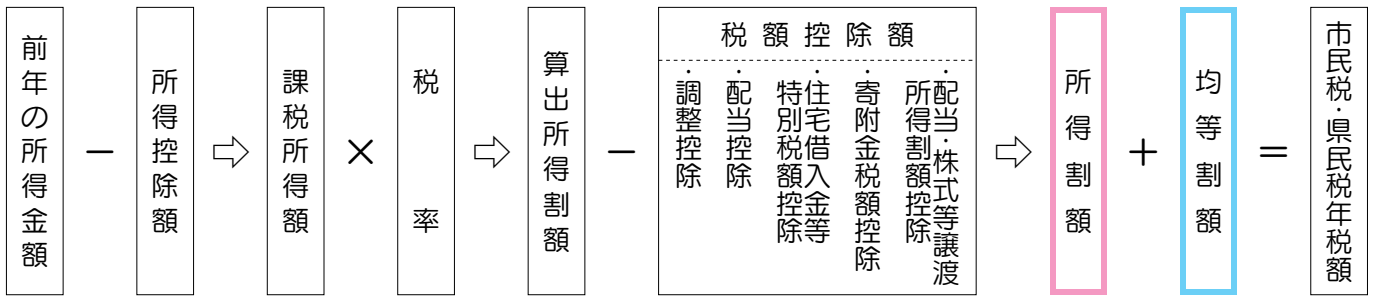 前年の所得金額
−
所得控除額
⇨
課税所得額
×
税率
⇨
算出所得割額
−
税額控除額
・調整控除
・配当控除
・住宅借入金等
特別税額控除
・寄附金税額控除
・配当・株式等譲渡
所得割額控除
⇨
所得割額
+
均等割額
=
市民税・県民税年税額